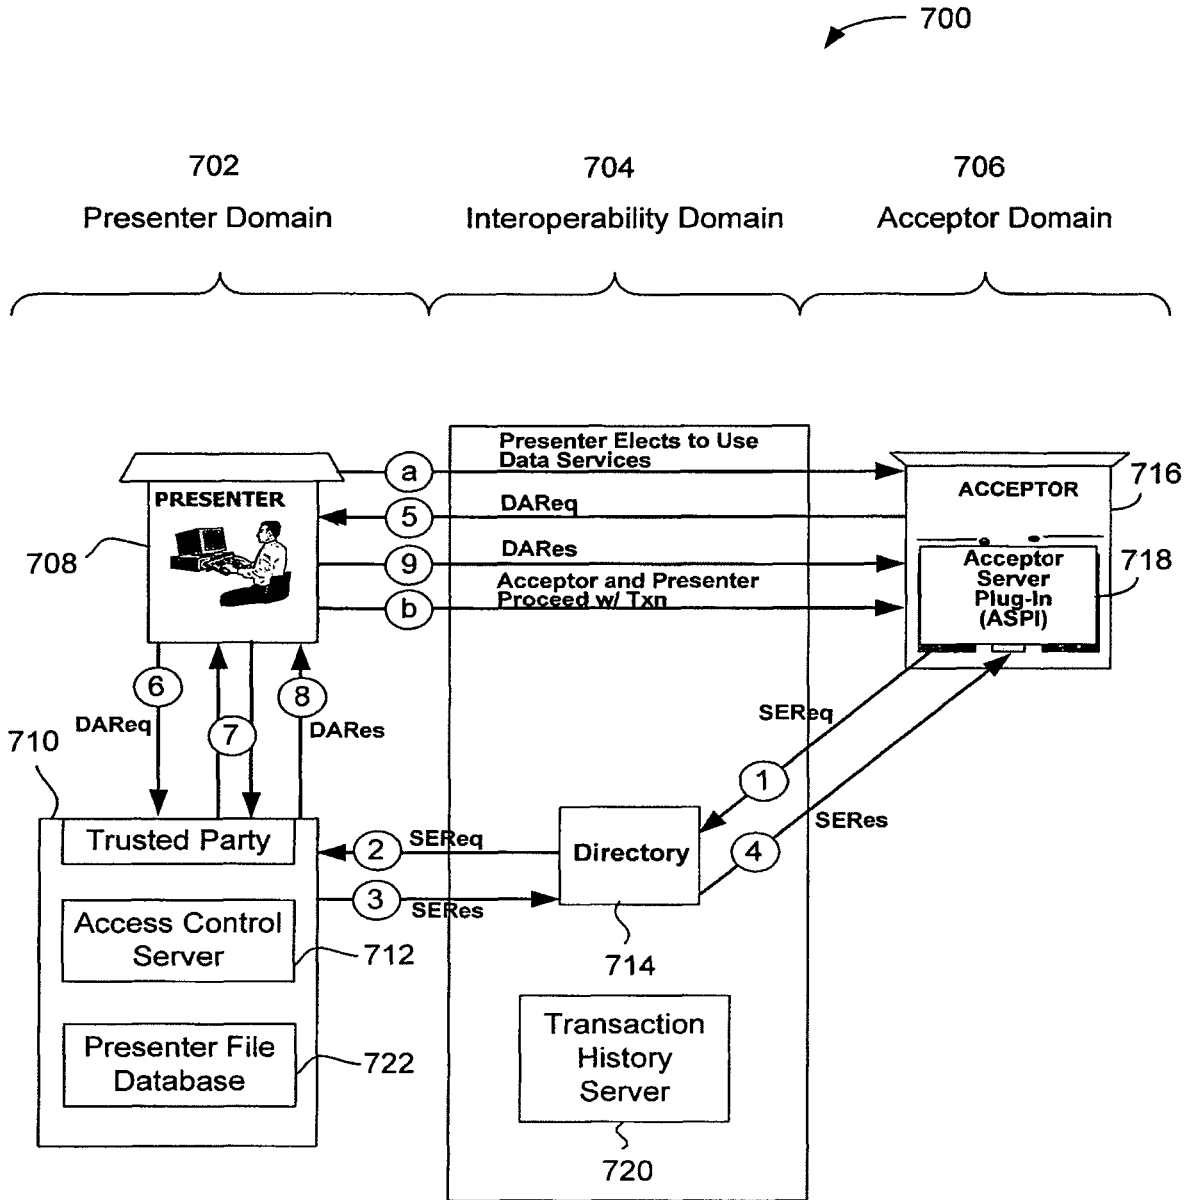 700
702
704
706
Presenter Domain
Interoperability Domain
Acceptor Domain
Presenter Elects to Use
Data Services
a
PRESENTER
ACCEPTOR
716
5
DAReq
708
9
DARes
Acceptor Server
Plug-In
(ASPI)
718
Acceptor and Presenter
Proceed w/ Txn
b
6
DAReq
7
8
DARes
710
SEReq
1
Trusted Party
2
SEReq
Directory
4
SERes
3
SERes
Access Control
Server
712
714
Presenter File
Database
722
Transaction
History
Server
720